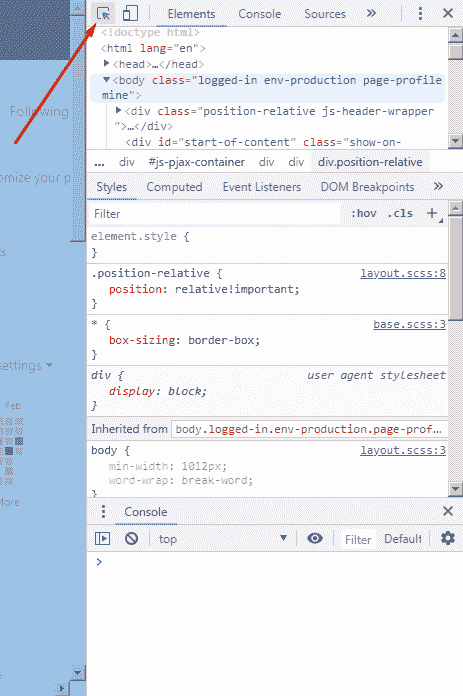 Elements Console Sources »
<!doctype html>
<html lang="en">
<head>…</head>
<body class="logged-in env-production page-profile
mine">
<div class="position-relative js-header-wrapper
">…</div>
<div id="start-of-content" class="show-on-
... div #js-pjax-container div div div.position-relative
Styles Computed Event Listeners DOM Breakpoints »
Filter :hov .cls +
element.style {
}
.position-relative { layout.scss:8
position: relative!important;
}
* { base.scss:3
box-sizing: border-box;
}
div { user agent stylesheet
display: block;
}
Inherited from body.logged-in.env-production.page-prof…
body { layout.scss:3
min-width: 1012px;
word-wrap: break-word;
}
Console
top Filter Default
>
Following
omize your p
ts
settings
Feb
More